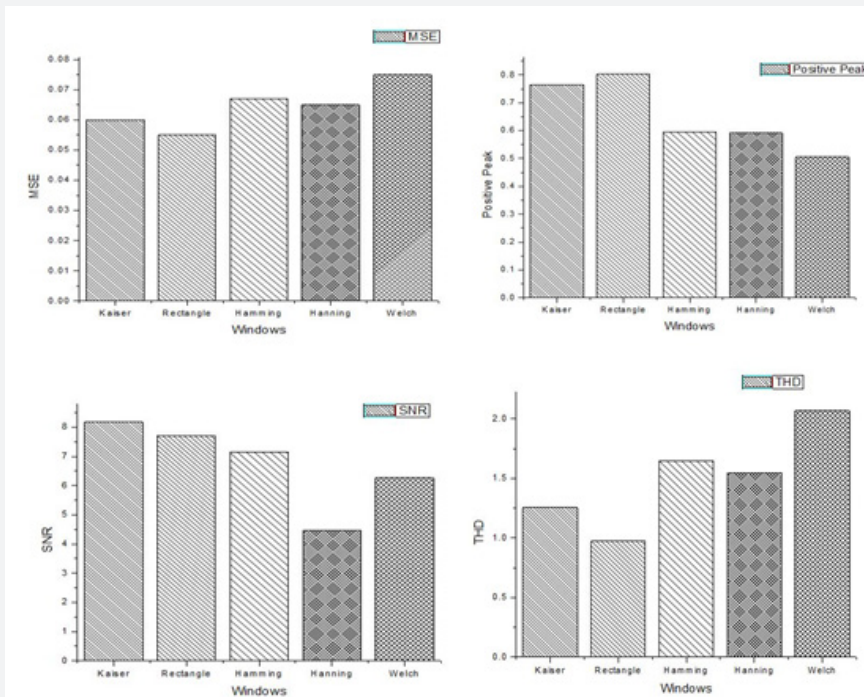 MSE
0.08
0.07
0.06
0.05
0.04
0.03
0.02
0.01
0.00
MSE
Kaiser Rectangle Hamming Hanning Welch
Windows
Positive Peak
0.8
0.7
0.6
0.5
0.4
0.3
0.2
0.1
0.0
Positive Peak
Kaiser Rectangle Hamming Hanning Welch
Windows
SNR
8
7
6
5
4
3
2
1
0
SNR
Kaiser Rectangle Hamming Hanning Welch
Windows
THD
2.0
1.5
1.0
0.5
0.0
THD
Kaiser Rectangle Hamming Hanning Welch
Windows